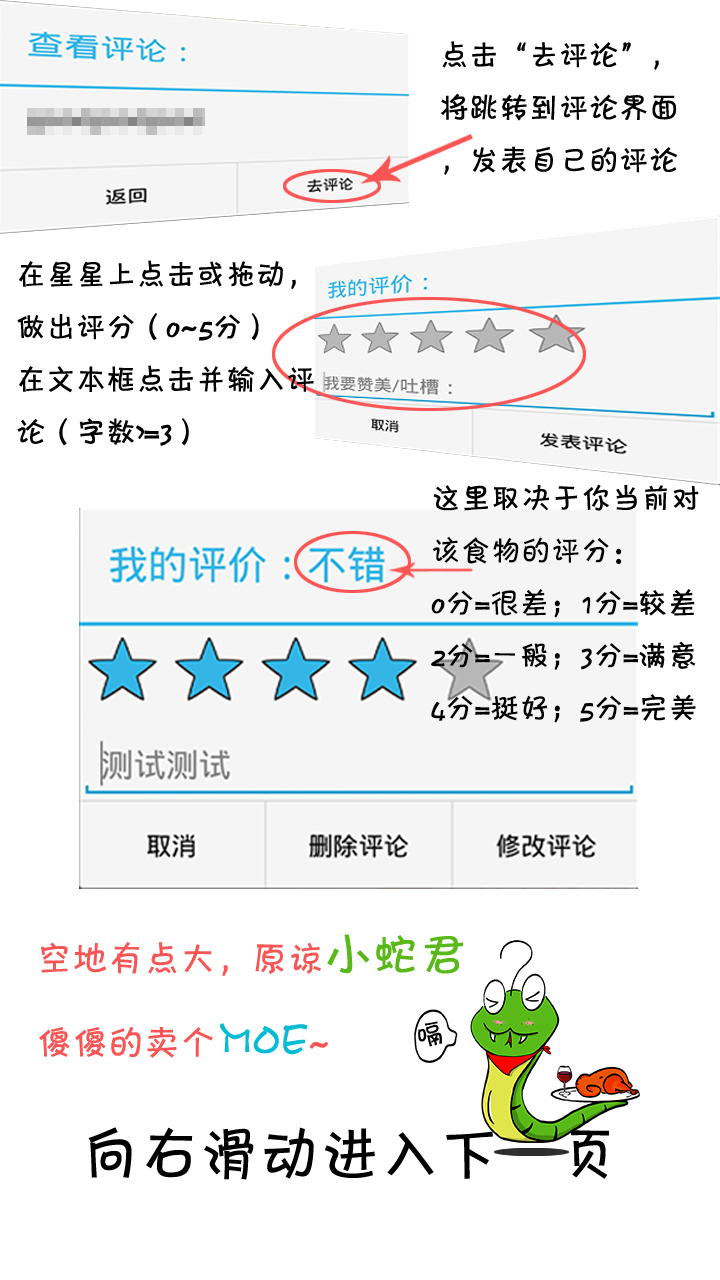 查看评论：
点击“去评论”，
将跳转到评论界面
，发表自己的评论
返回
去评论
在星星上点击或拖动，
做出评分（0~5分）
在文本框点击并输入评
论（字数>=3）
我的评价：
我要赞美/吐槽：
取消
发表评论
这里取决于你当前对
该食物的评分：
0分=很差；1分=较差
2分=一般；3分=满意
4分=挺好；5分=完美
我的评价：不错
测试测试
取消
删除评论
修改评论
空地有点大，原谅小蛇君
傻傻的卖个MOE~
嗝
向右滑动进入下一页